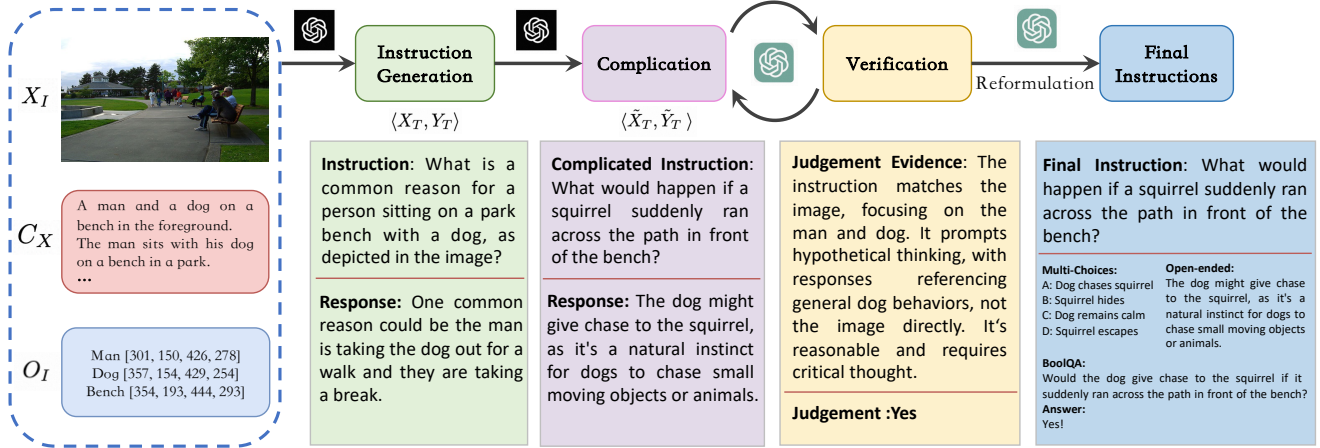 X_I
C_X
A man and a dog on a
bench in the foreground.
The man sits with his dog
on a bench in a park.
...
O_I
Man [301, 150, 426, 278]
Dog [357, 154, 429, 254]
Bench [354, 193, 444, 293]
Instruction
Generation
⟨X_T, Y_T⟩
Complication
⟨X̃_T, Ỹ_T⟩
Verification
Reformulation
Final
Instructions
Instruction: What is a
common reason for a
person sitting on a park
bench with a dog, as
depicted in the image?
Response: One common
reason could be the man
is taking the dog out for a
walk and they are taking
a break.
Complicated Instruction:
What would happen if a
squirrel suddenly ran
across the path in front
of the bench?
Response: The dog might
give chase to the squirrel,
as it's a natural instinct
for dogs to chase small
moving objects or animals.
Judgement Evidence: The
instruction matches the
image, focusing on the
man and dog. It prompts
hypothetical thinking, with
responses referencing
general dog behaviors, not
the image directly. It's
reasonable and requires
critical thought.
Judgement :Yes
Final Instruction: What would
happen if a squirrel suddenly ran
across the path in front of the
bench?
Multi-Choices:
A: Dog chases squirrel
B: Squirrel hides
C: Dog remains calm
D: Squirrel escapes
Open-ended:
The dog might give chase
to the squirrel, as it's a
natural instinct for dogs to
chase small moving objects
or animals.
BoolQA:
Would the dog give chase to the squirrel if it
suddenly ran across the path in front of the bench?
Answer:
Yes!